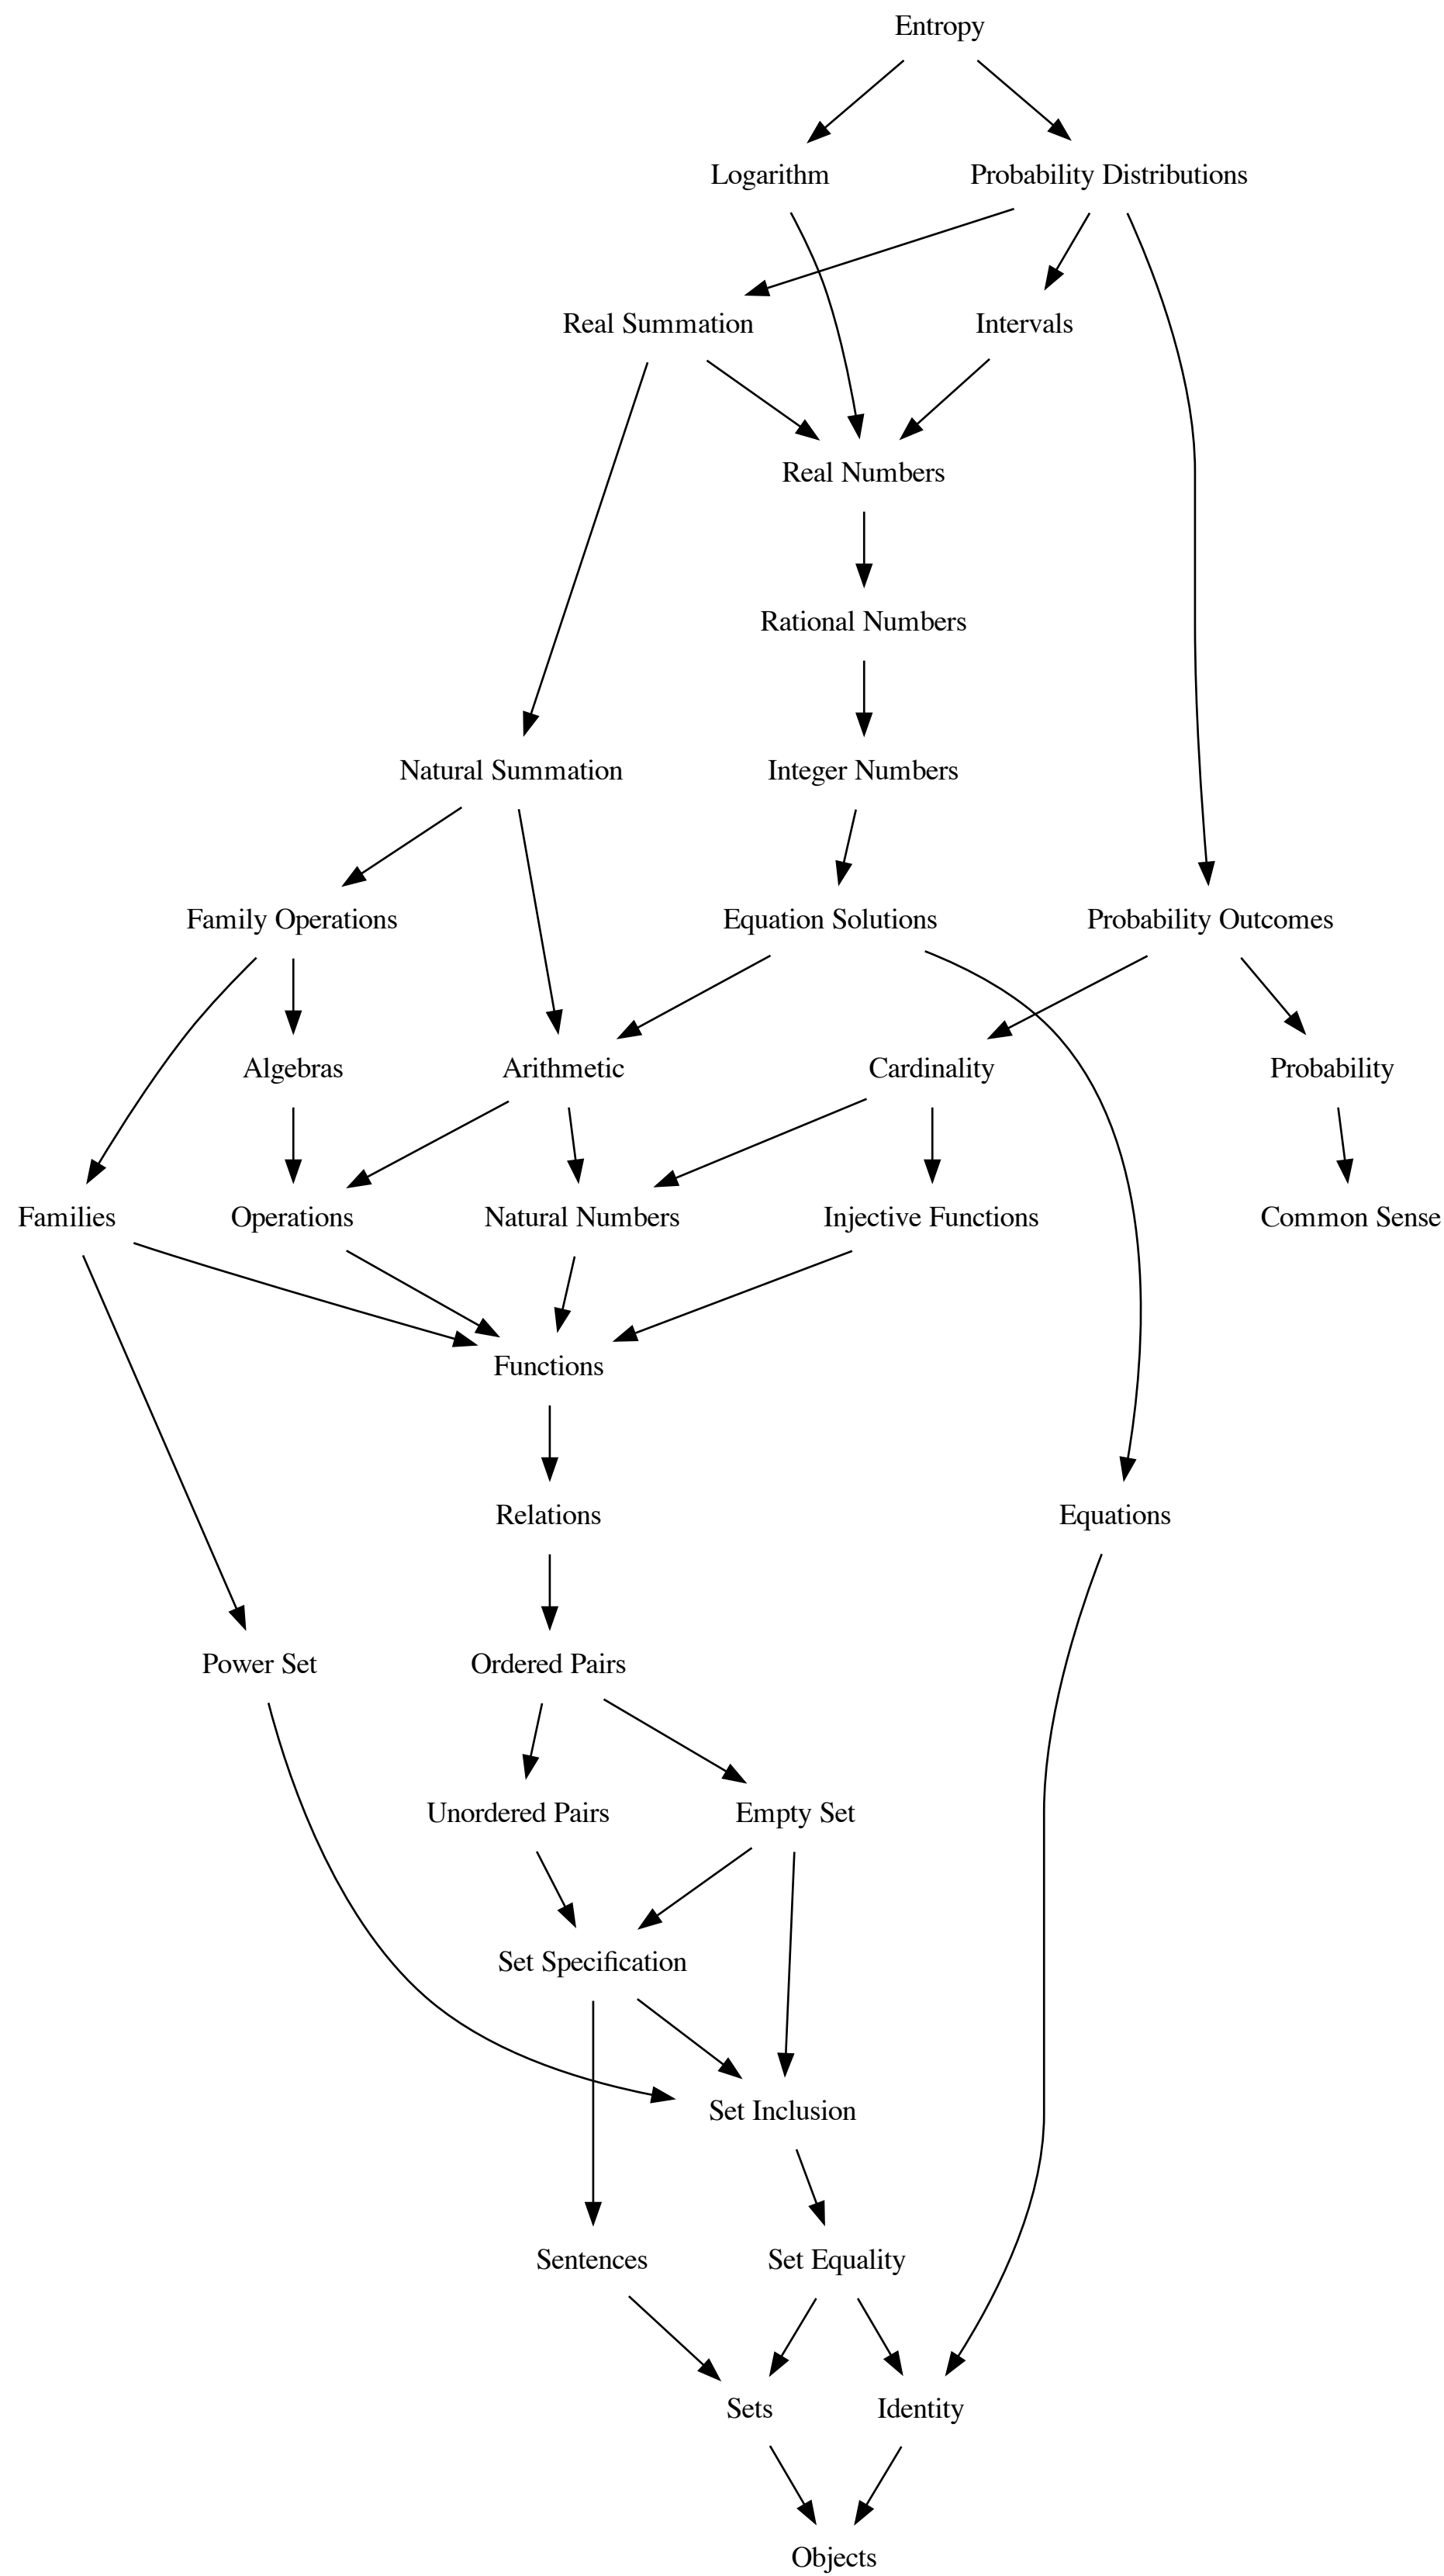 Entropy
Logarithm
Probability Distributions
Real Summation
Intervals
Real Numbers
Rational Numbers
Natural Summation
Integer Numbers
Family Operations
Equation Solutions
Probability Outcomes
Algebras
Arithmetic
Cardinality
Probability
Families
Operations
Natural Numbers
Injective Functions
Common Sense
Functions
Relations
Equations
Power Set
Ordered Pairs
Unordered Pairs
Empty Set
Set Specification
Set Inclusion
Sentences
Set Equality
Sets
Identity
Objects